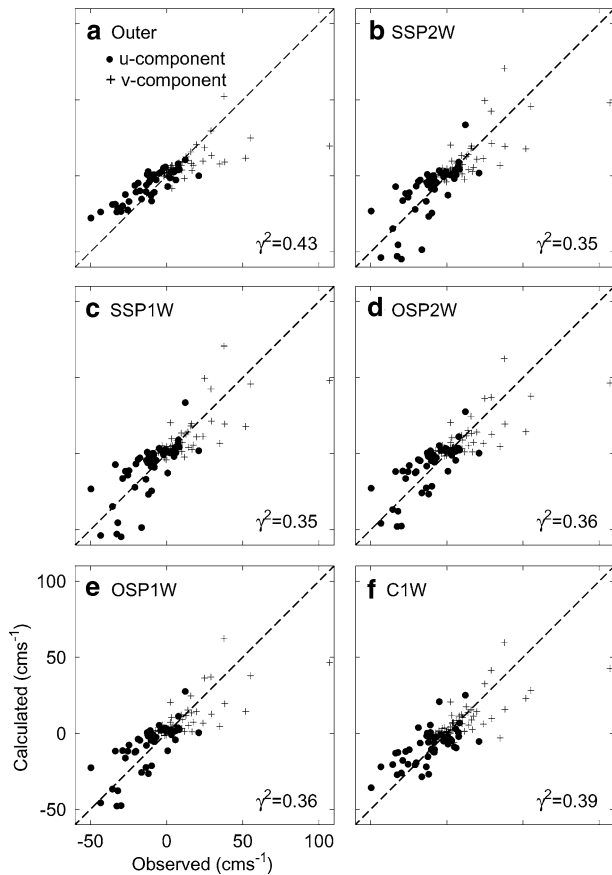 a Outer
● u-component
+ v-component
γ²=0.43
b SSP2W
γ²=0.35
c SSP1W
γ²=0.35
d OSP2W
γ²=0.36
e OSP1W
γ²=0.36
f C1W
γ²=0.39
100
50
0
-50
Calculated (cms⁻¹)
-50 0 50 100
Observed (cms⁻¹)